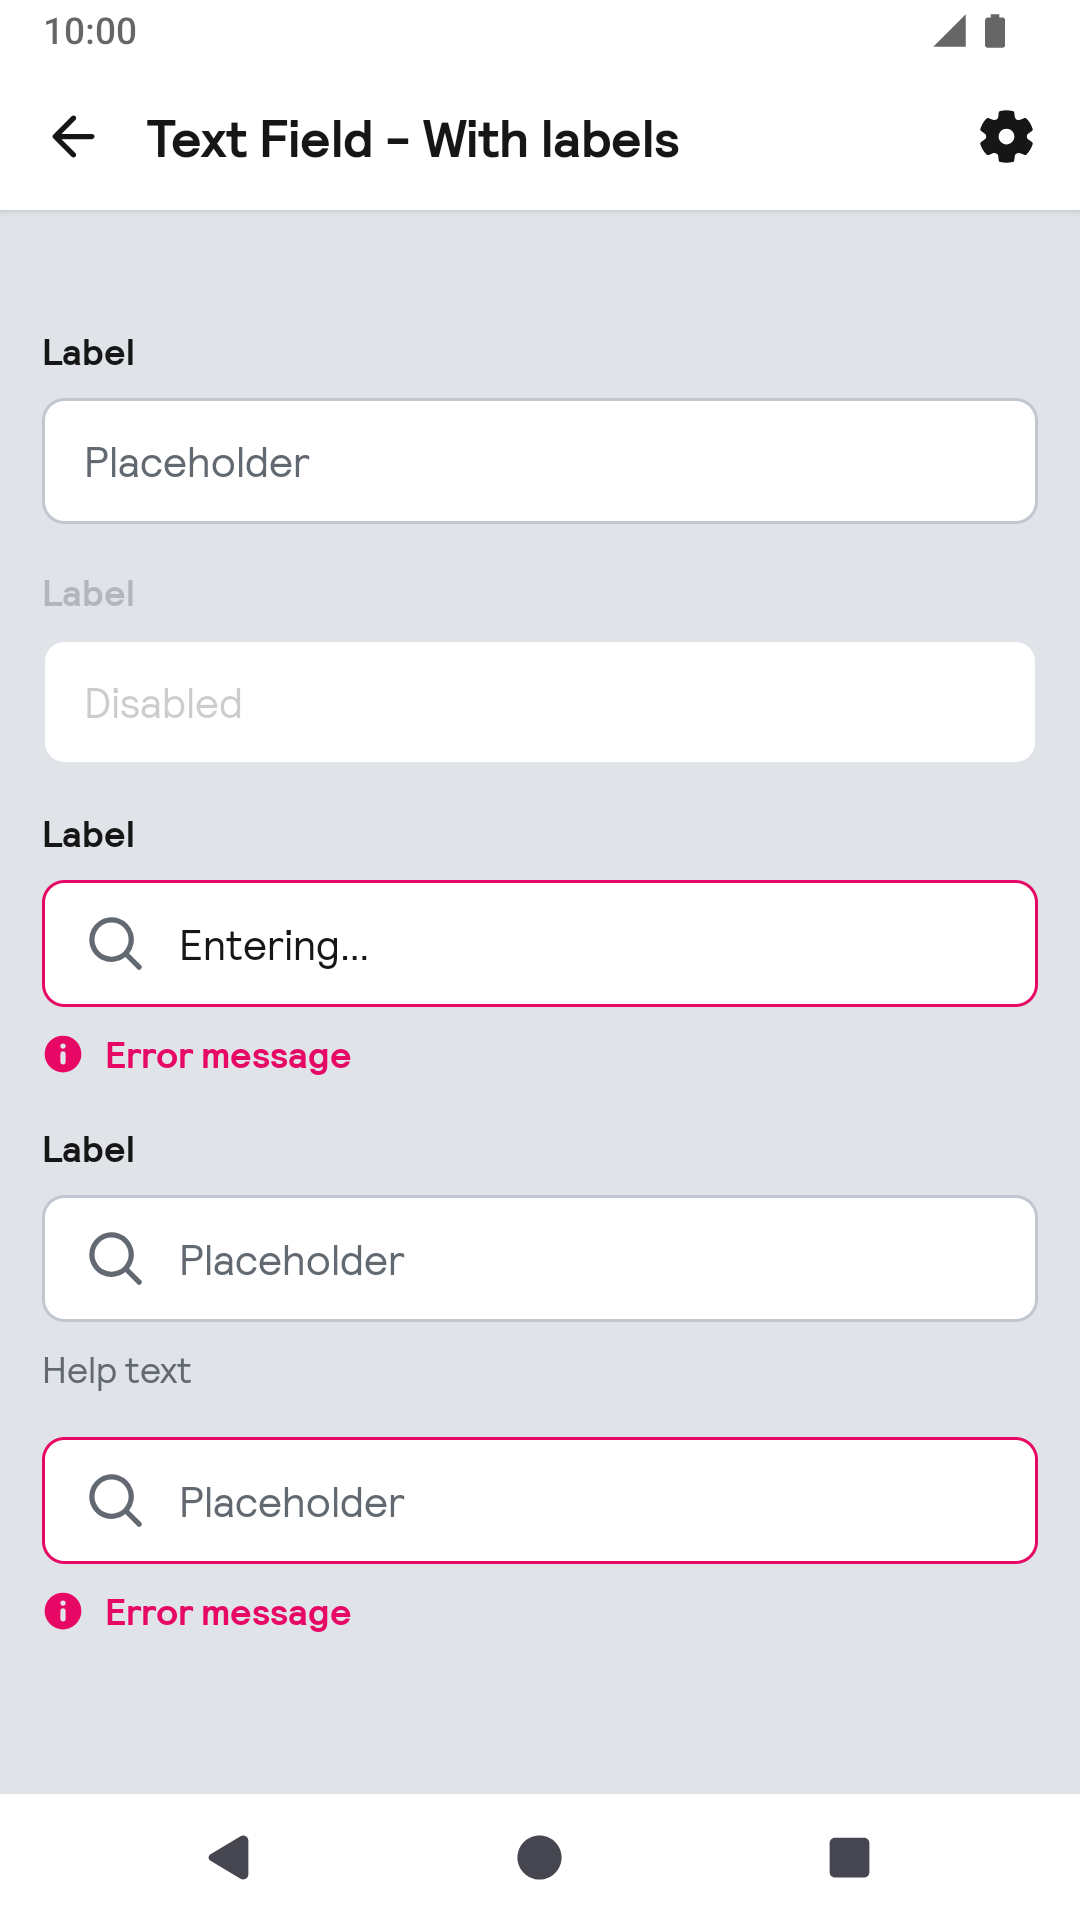 10:00
Text Field - With labels
Label
Placeholder
Label
Disabled
Label
Entering...
Error message
Label
Placeholder
Help text
Placeholder
Error message